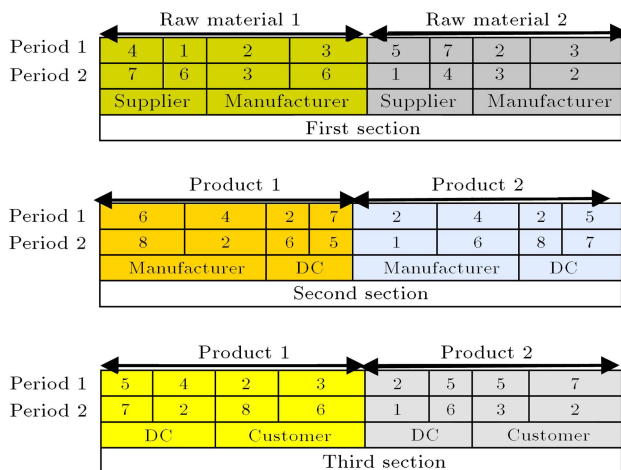 Raw material 1 Raw material 2
Period 1 4 1 2 3 5 7 2 3
Period 2 7 6 3 6 1 4 3 2
Supplier Manufacturer Supplier Manufacturer
First section
Product 1 Product 2
Period 1 6 4 2 7 2 4 2 5
Period 2 8 2 6 5 1 6 8 7
Manufacturer DC Manufacturer DC
Second section
Product 1 Product 2
Period 1 5 4 2 3 2 5 5 7
Period 2 7 2 8 6 1 6 3 2
DC Customer DC Customer
Third section